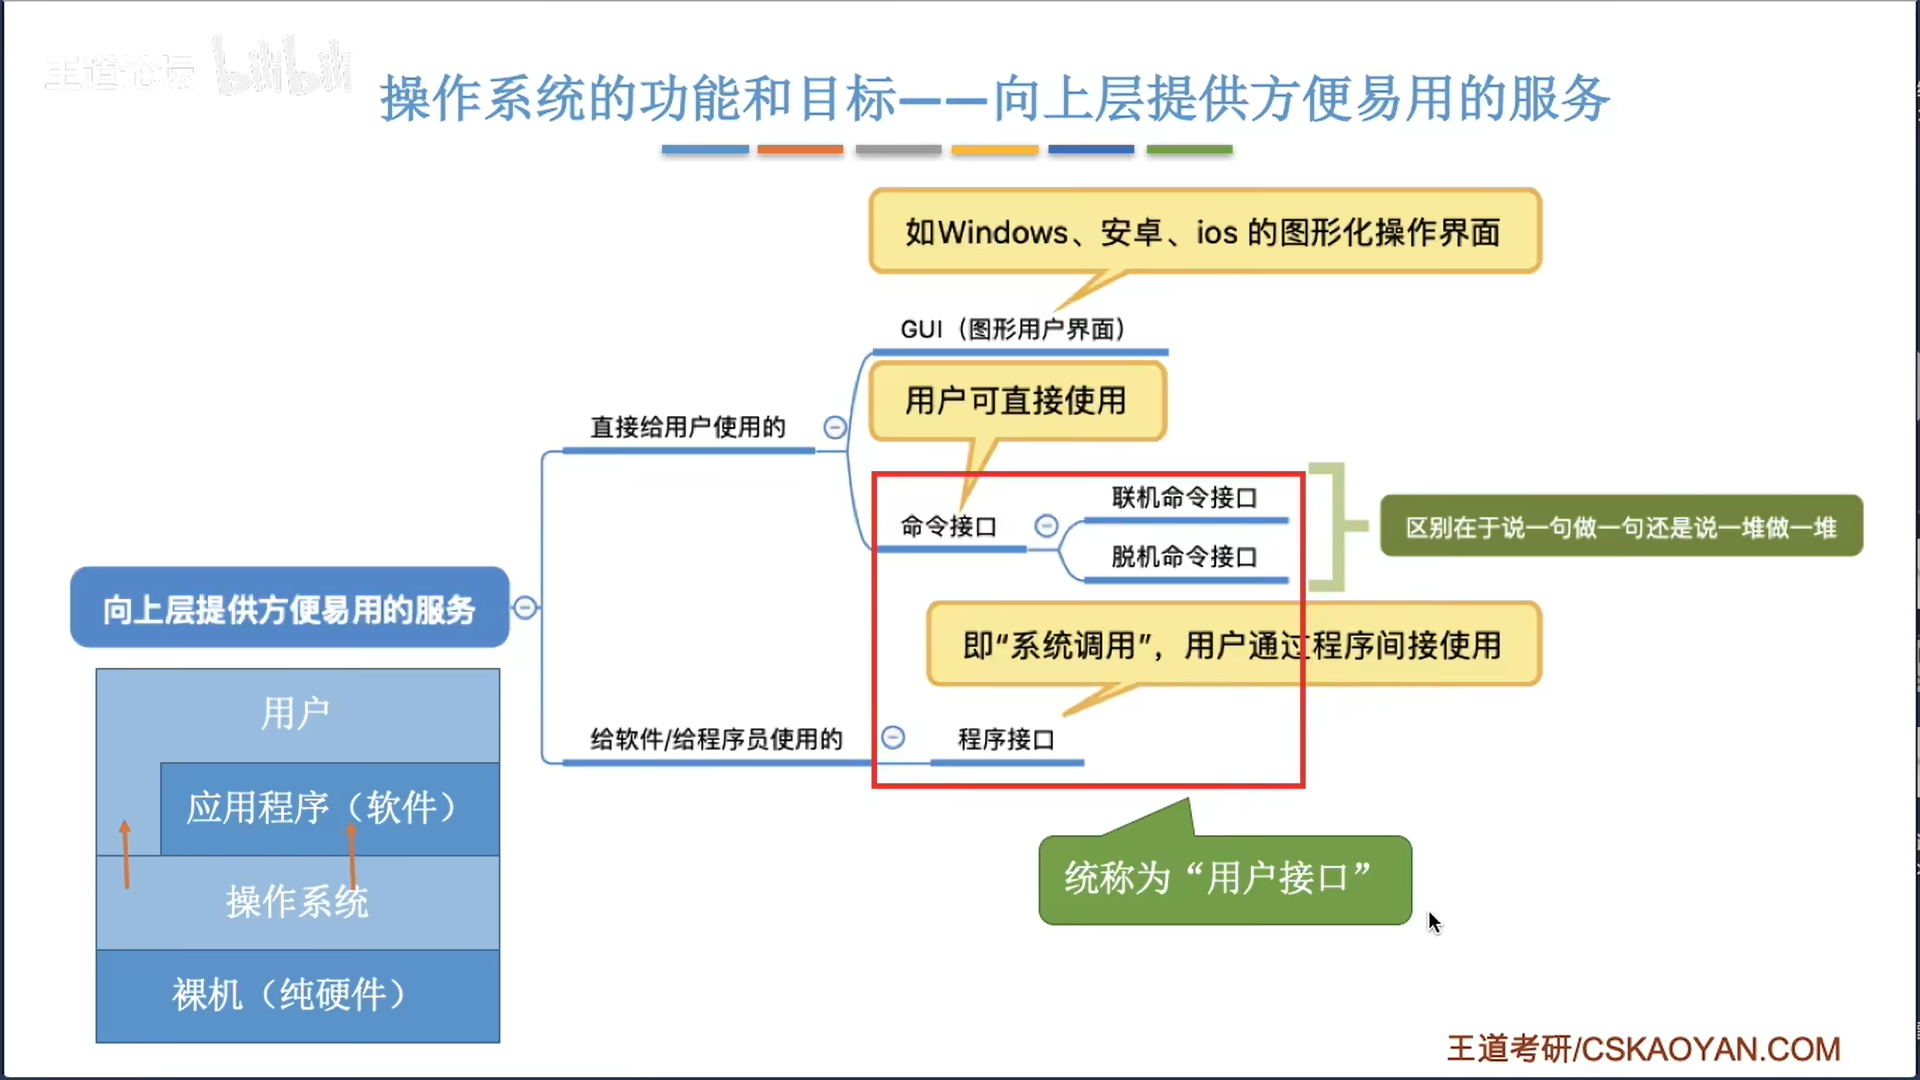 王道论坛 bilibili
操作系统的功能和目标——向上层提供方便易用的服务
如Windows、安卓、ios 的图形化操作界面
GUI（图形用户界面）
用户可直接使用
直接给用户使用的
联机命令接口
命令接口
脱机命令接口
区别在于说一句做一句还是说一堆做一堆
向上层提供方便易用的服务
即“系统调用”，用户通过程序间接使用
给软件/给程序员使用的
程序接口
统称为“用户接口”
用户
应用程序（软件）
操作系统
裸机（纯硬件）
王道考研/CSKAOYAN.COM